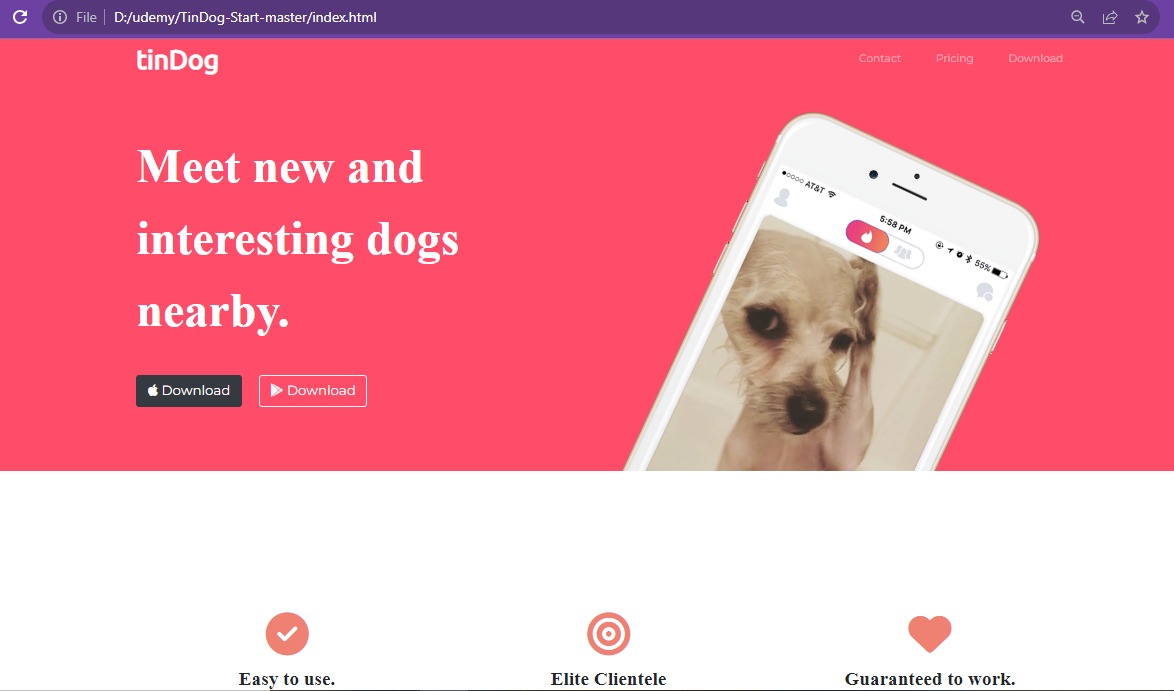 File D:/udemy/TinDog-Start-master/index.html
tinDog
Contact Pricing Download
Meet new and
interesting dogs
nearby.
Download Download
AT&T 5:58 PM 55%
Easy to use. Elite Clientele Guaranteed to work.